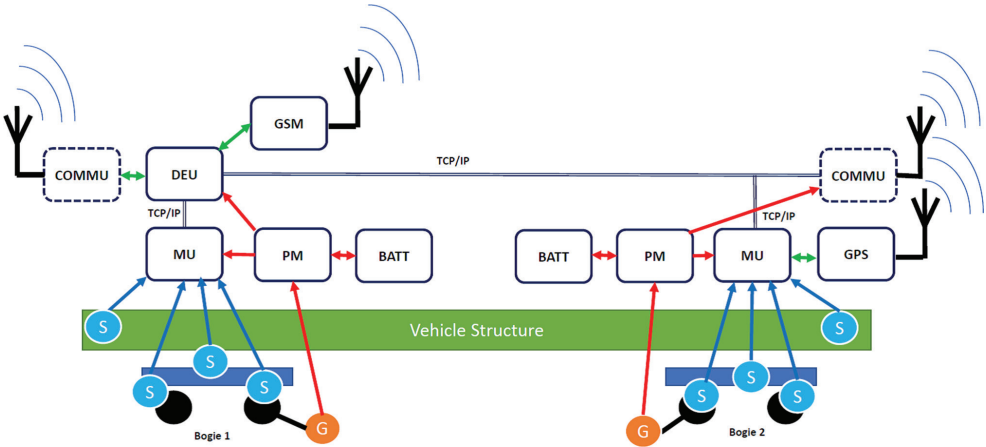 GSM
TCP/IP
COMMU
DEU
COMMU
TCP/IP
TCP/IP
MU
PM
BATT
BATT
PM
MU
GPS
S
Vehicle Structure
S
S
S
S
S
S
S
G
G
Bogie 1
Bogie 2